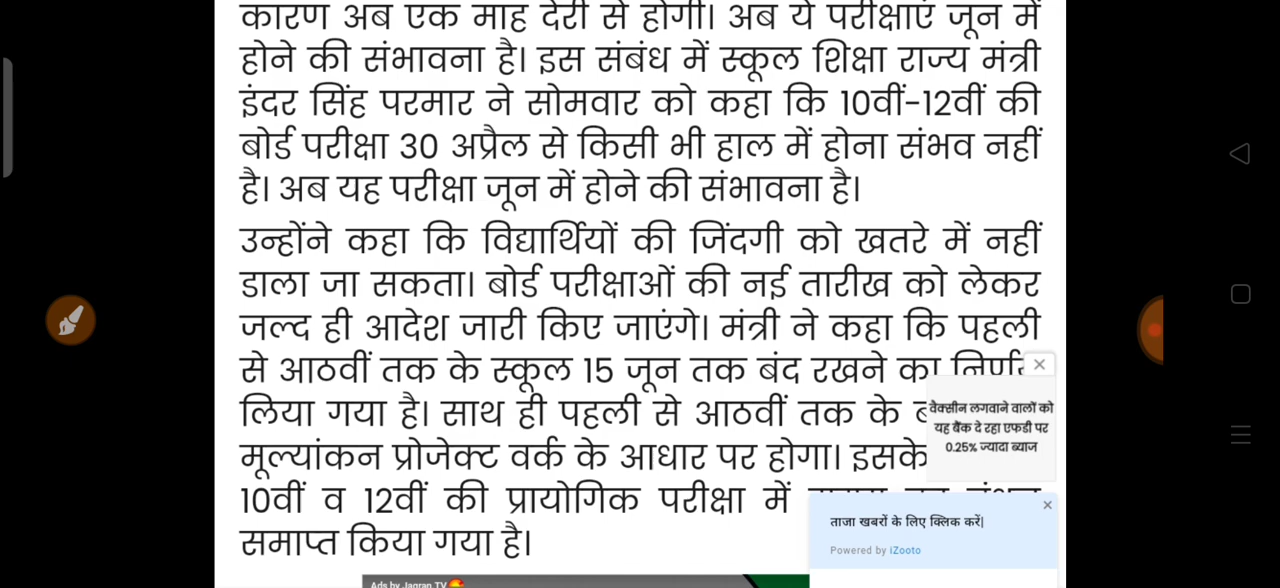 कारण अब एक माह देरी से होगी। अब ये परीक्षाएं जून में
होने की संभावना है। इस संबंध में स्कूल शिक्षा राज्य मंत्री
इंदर सिंह परमार ने सोमवार को कहा कि 10वीं-12वीं की
बोर्ड परीक्षा 30 अप्रैल से किसी भी हाल में होना संभव नहीं
है। अब यह परीक्षा जून में होने की संभावना है।
उन्होंने कहा कि विद्यार्थियों की जिंदगी को खतरे में नहीं
डाला जा सकता। बोर्ड परीक्षाओं की नई तारीख को लेकर
जल्द ही आदेश जारी किए जाएंगे। मंत्री ने कहा कि पहली
से आठवीं तक के स्कूल 15 जून तक बंद रखने का
लिया गया है। साथ ही पहली से आठवीं तक के
मूल्यांकन प्रोजेक्ट वर्क के आधार पर होगा। इसके
10वीं व 12वीं की प्रायोगिक परीक्षा में
समाप्त किया गया है।
वैक्सीन लगवाने वालों को
यह बैंक दे रहा एफडी पर
0.25% ज्यादा ब्याज
ताजा खबरों के लिए क्लिक करें|
Powered by iZooto
Ads by Jagran TV